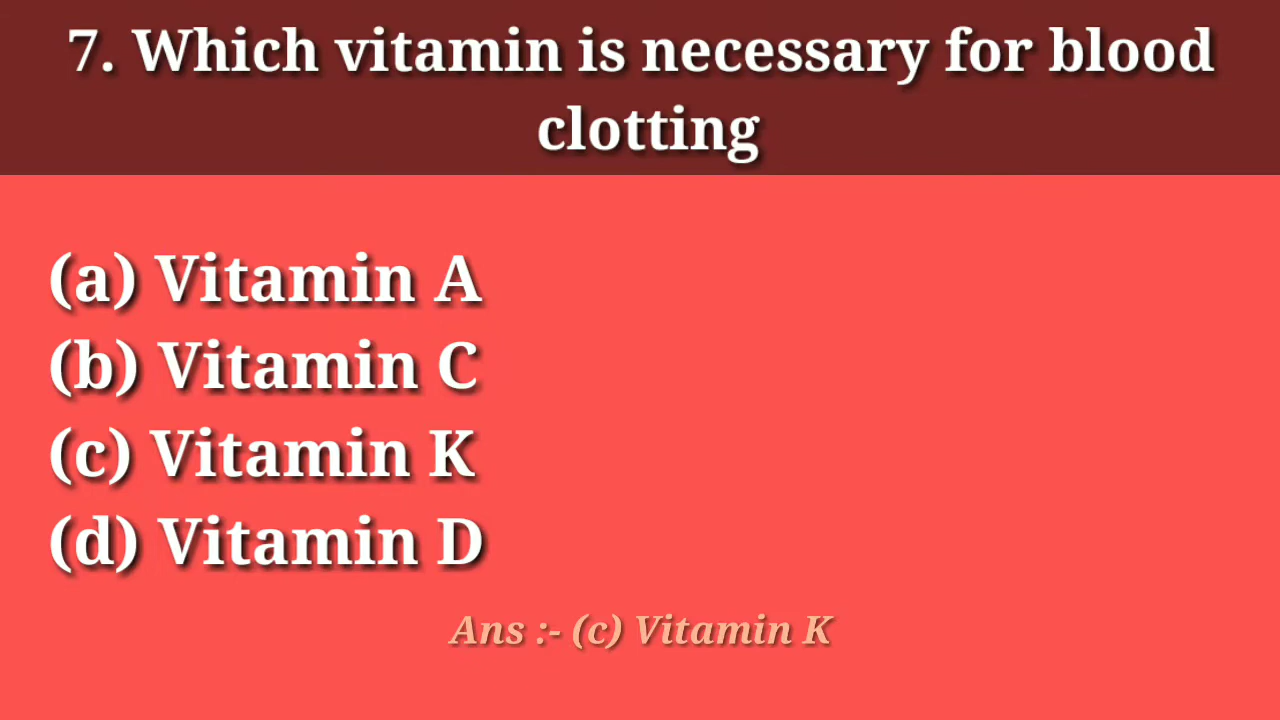 7. Which vitamin is necessary for blood
clotting
(a) Vitamin A
(b) Vitamin C
(c) Vitamin K
(d) Vitamin D
Ans :- (c) Vitamin K